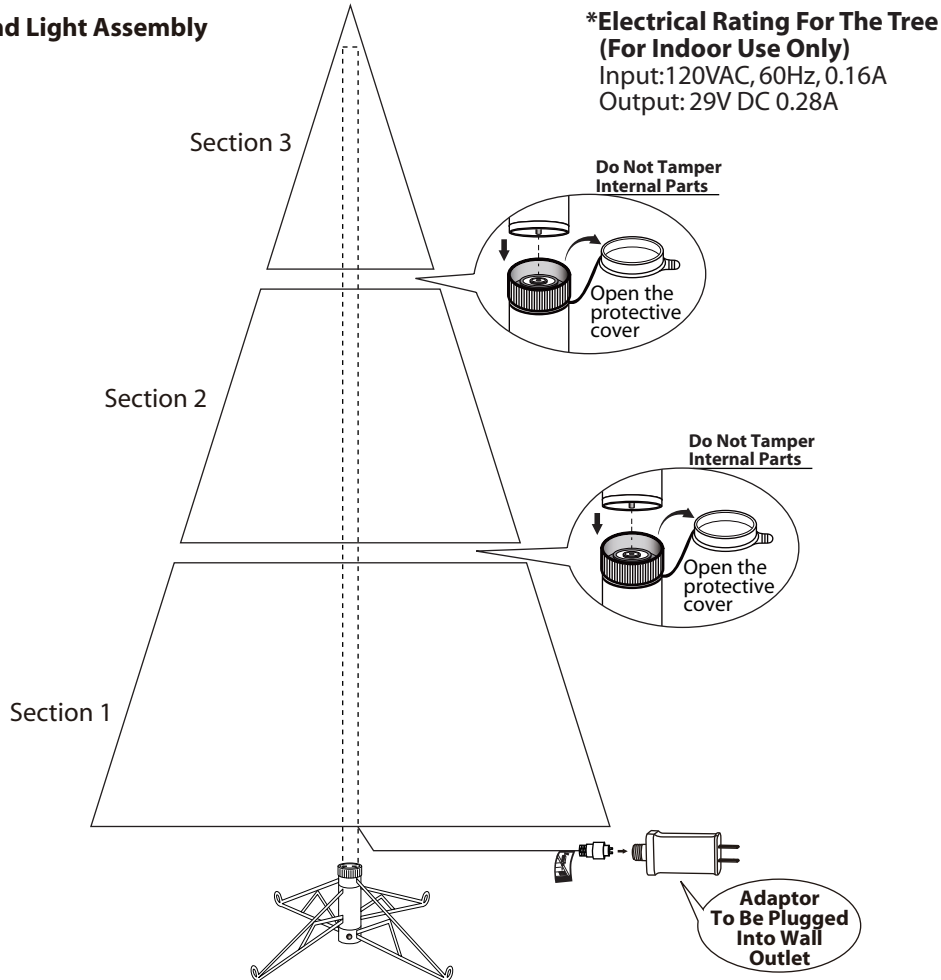 nd Light Assembly
*Electrical Rating For The Tree
(For Indoor Use Only)
Input:120VAC, 60Hz, 0.16A
Output: 29V DC 0.28A
Section 3
Do Not Tamper
Internal Parts
Open the
protective
cover
Section 2
Do Not Tamper
Internal Parts
Open the
protective
cover
Section 1
Adaptor
To Be Plugged
Into Wall
Outlet